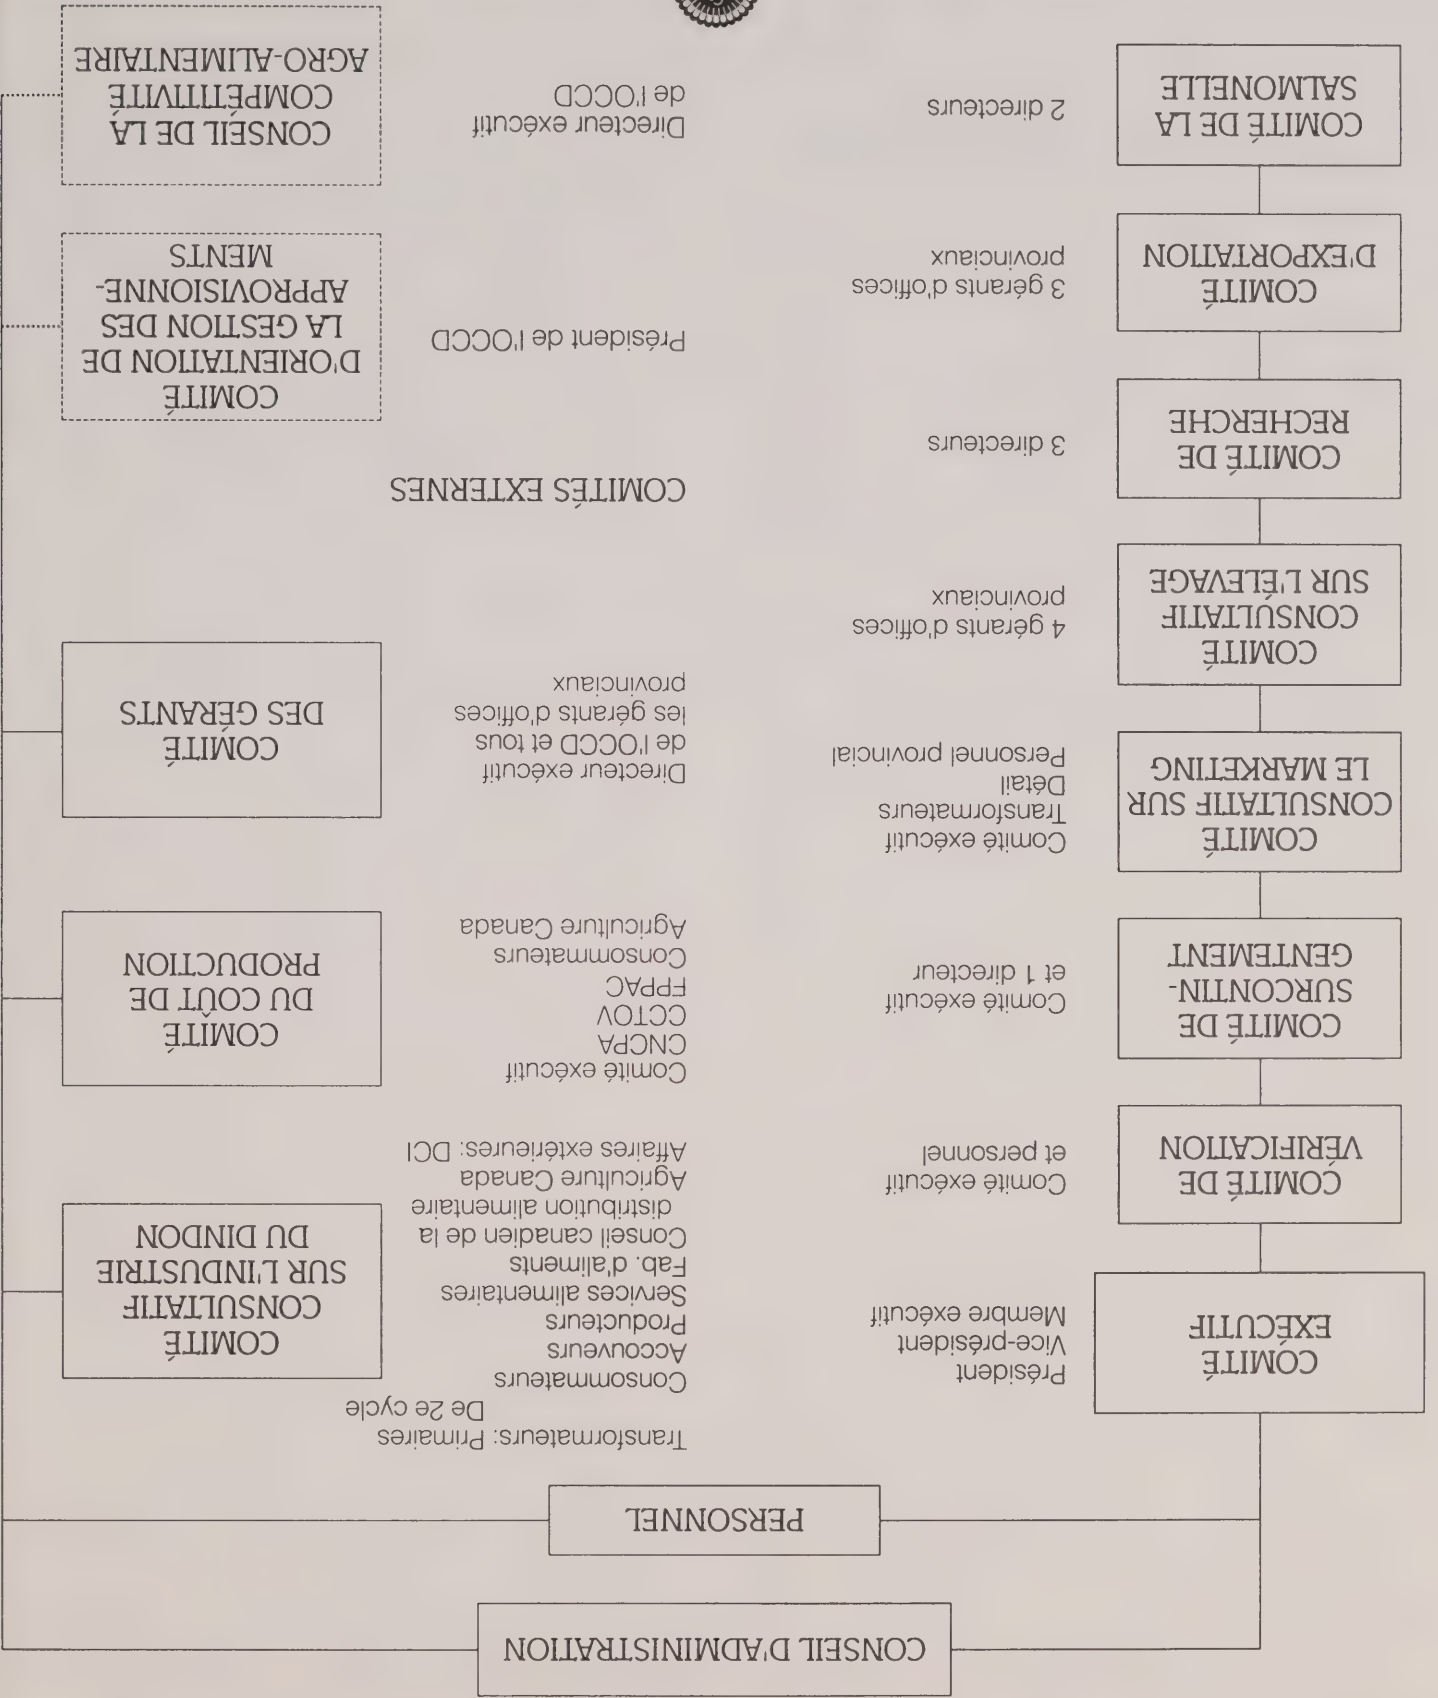 CONSEIL D'ADMINISTRATION
PERSONNEL
COMITÉ
EXÉCUTIF
Président
Vice-président
Membre exécutif
COMITÉ DE
VÉRIFICATION
Comité exécutif
et personnel
COMITÉ DE
SURCONTIN-
GENTEMENT
Comité exécutif
et 1 directeur
COMITÉ
CONSULTATIF SUR
LE MARKETING
Comité exécutif
Transformateurs
Détail
Personnel provincial
COMITÉ
CONSULTATIF
SUR L'ÉLEVAGE
4 gérants d'offices
provinciaux
COMITÉ DE
RECHERCHE
3 directeurs
COMITÉ
D'EXPORTATION
3 gérants d'offices
provinciaux
COMITÉ DE LA
SALMONELLE
2 directeurs
Transformateurs: Primaires
De 2e cycle
Consommateurs
Accouveurs
Producteurs
Services alimentaires
Fab. d'aliments
Conseil canadien de la
distribution alimentaire
Agriculture Canada
Affaires extérieures: DCI
COMITÉ
CONSULTATIF
SUR L'INDUSTRIE
DU DINDON
Comité exécutif
CNCPA
CCTOV
FPPAC
Consommateurs
Agriculture Canada
COMITÉ
DU COÛT DE
PRODUCTION
Directeur exécutif
de l'OCCD et tous
les gérants d'offices
provinciaux
COMITÉ
DES GÉRANTS
COMITÉS EXTERNES
Président de l'OCCD
COMITÉ
D'ORIENTATION DE
LA GESTION DES
APPROVISIONNE-
MENTS
Directeur exécutif
de l'OCCD
CONSEIL DE LA
COMPÉTITIVITÉ
AGRO-ALIMENTAIRE